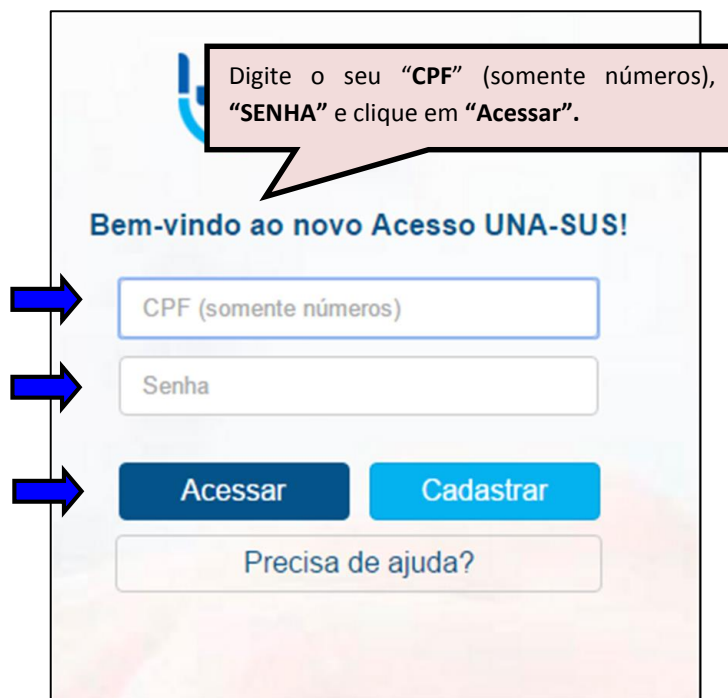 Digite o seu “CPF” (somente números),
“SENHA” e clique em “Acessar”.
Bem-vindo ao novo Acesso UNA-SUS!
CPF (somente números)
Senha
Acessar
Cadastrar
Precisa de ajuda?